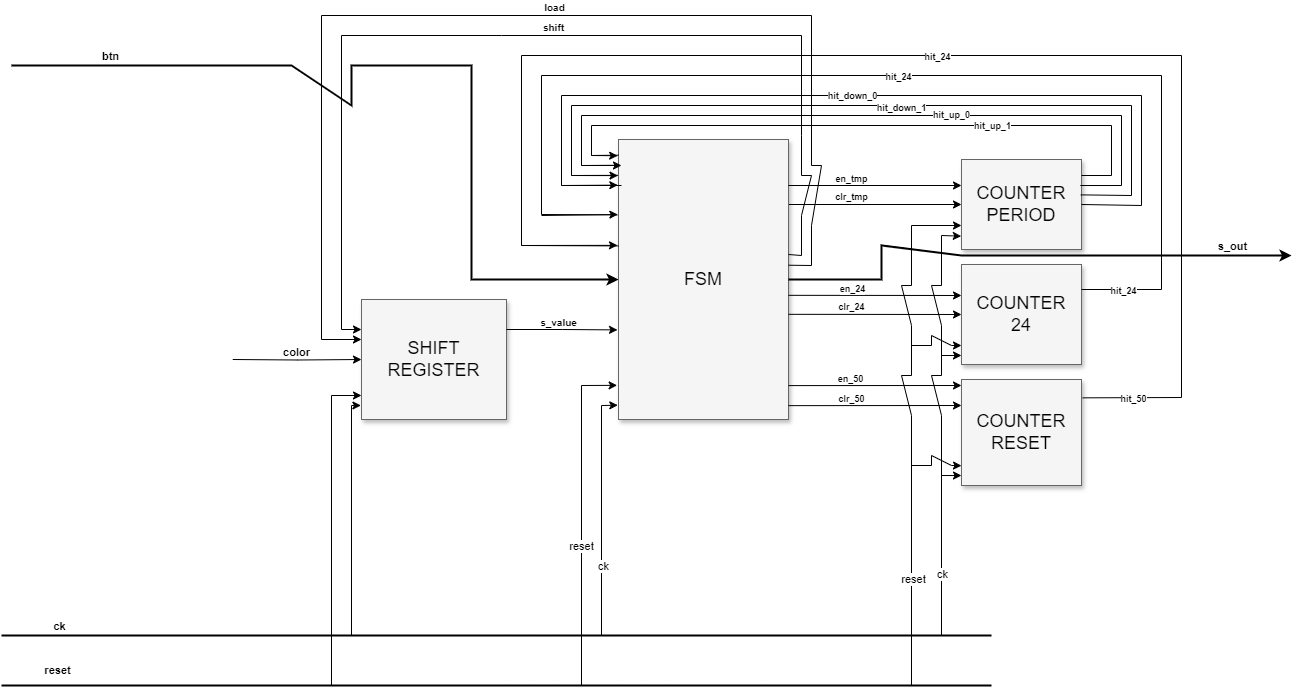 load
shift
btn
hit_24
hit_24
hit_down_0
hit_down_1
hit_up_0
hit_up_1
en_tmp
clr_tmp
COUNTER
PERIOD
s_out
FSM
en_24
clr_24
COUNTER
24
hit_24
s_value
color
SHIFT
REGISTER
en_50
clr_50
COUNTER
RESET
hit_50
reset
ck
reset
ck
ck
reset